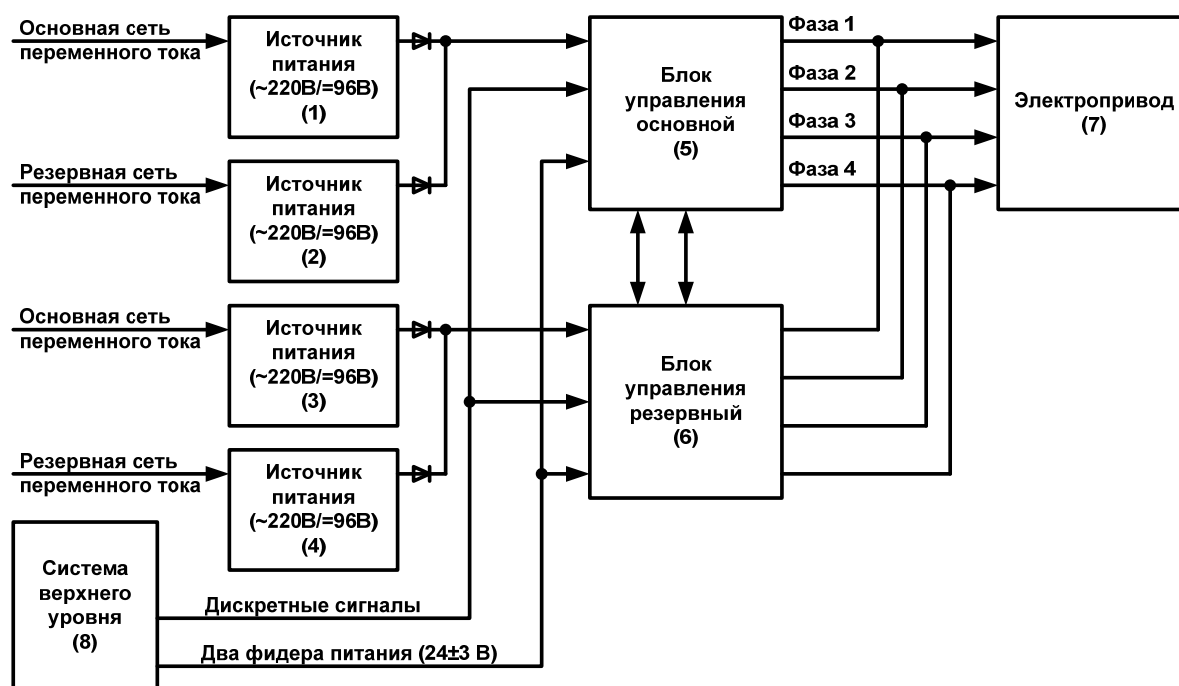 Основная сеть
переменного тока
Источник
питания
(~220В/=96В)
(1)
Резервная сеть
переменного тока
Источник
питания
(~220В/=96В)
(2)
Основная сеть
переменного тока
Источник
питания
(~220В/=96В)
(3)
Резервная сеть
переменного тока
Источник
питания
(~220В/=96В)
(4)
Система
верхнего
уровня
(8)
Дискретные сигналы
Два фидера питания (24±3 В)
Блок
управления
основной
(5)
Блок
управления
резервный
(6)
Фаза 1
Фаза 2
Фаза 3
Фаза 4
Электропривод
(7)